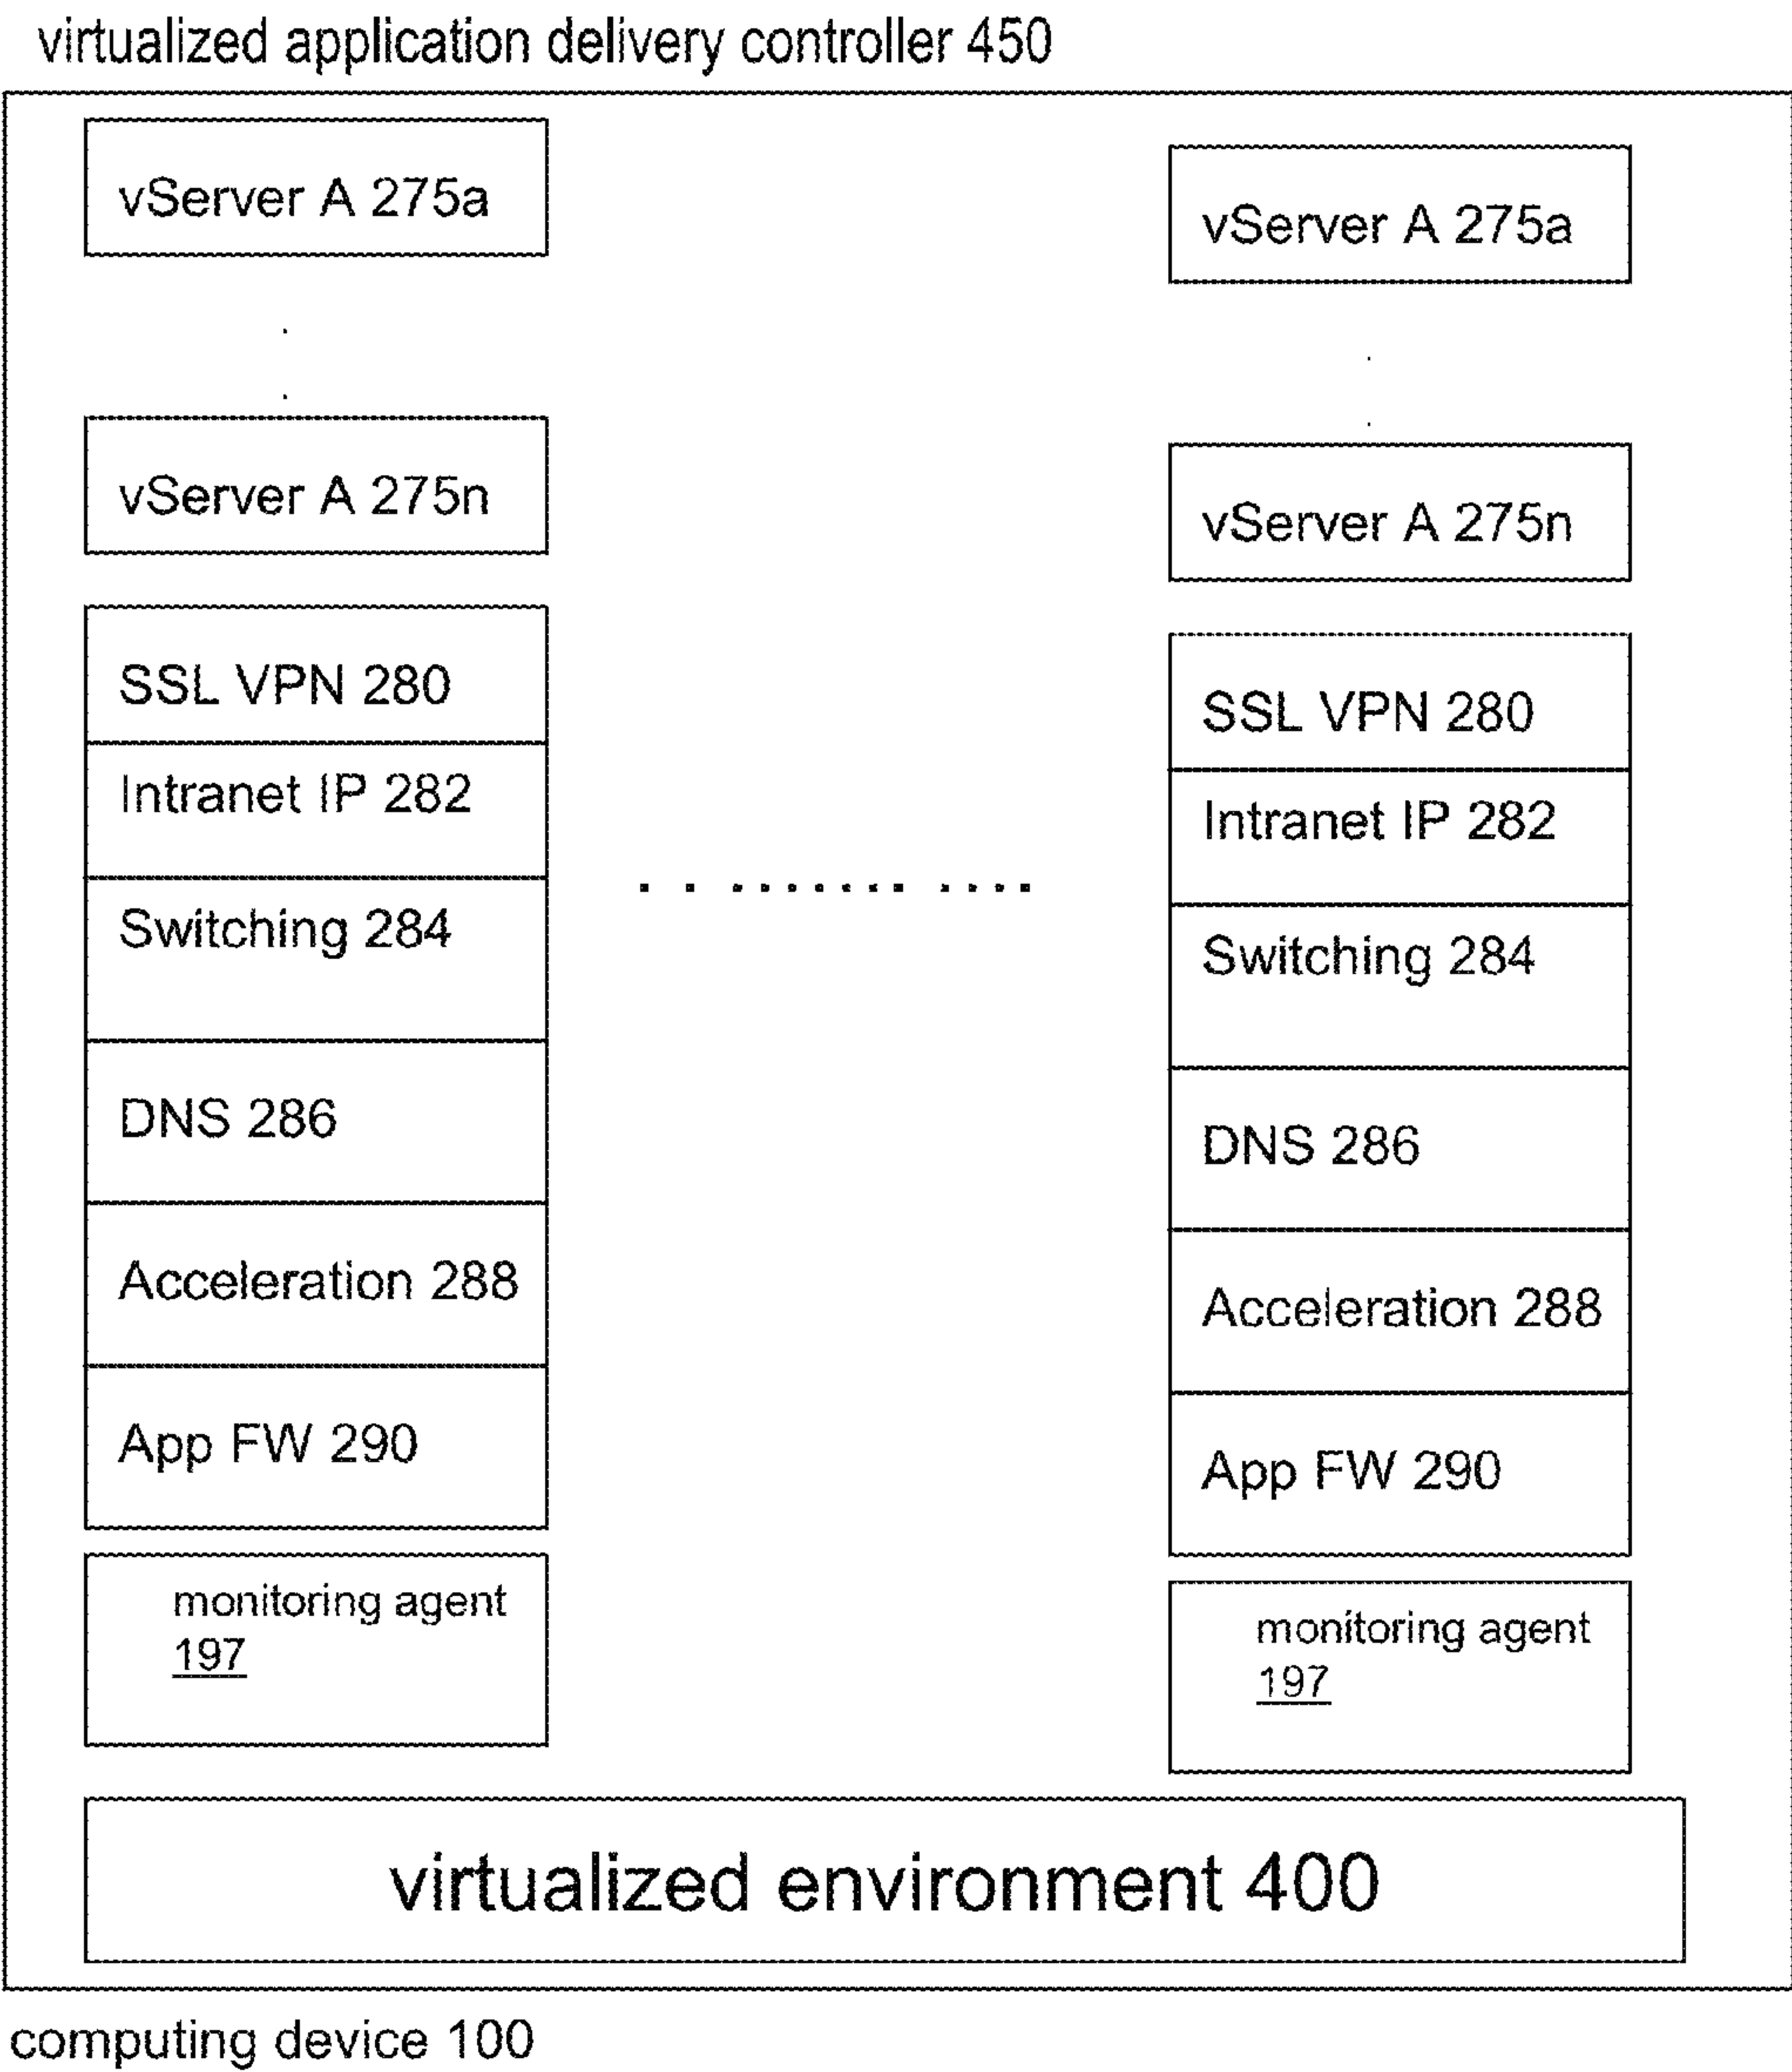 virtualized application delivery controller 450
vServer A 275a
vServer A 275n
SSL VPN 280
Intranet IP 282
Switching 284
DNS 286
Acceleration 288
App FW 290
monitoring agent
197
vServer A 275a
vServer A 275n
SSL VPN 280
Intranet IP 282
Switching 284
DNS 286
Acceleration 288
App FW 290
monitoring agent
197
virtualized environment 400
computing device 100